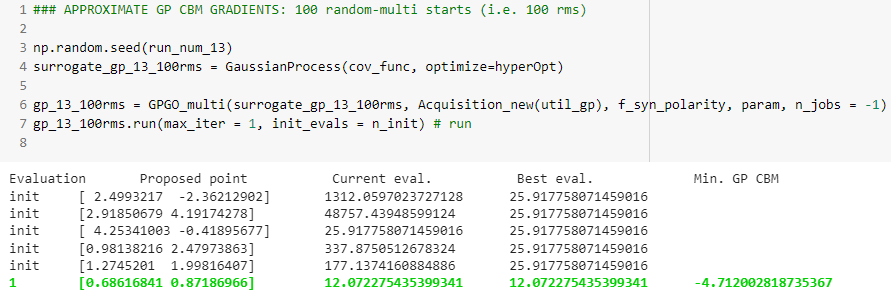 1 ### APPROXIMATE GP CBM GRADIENTS: 100 random-multi starts (i.e. 100 rms)
2
3 np.random.seed(run_num_13)
4 surrogate_gp_13_100rms = GaussianProcess(cov_func, optimize=hyperOpt)
5
6 gp_13_100rms = GPGO_multi(surrogate_gp_13_100rms, Acquisition_new(util_gp), f_syn_polarity, param, n_jobs = -1)
7 gp_13_100rms.run(max_iter = 1, init_evals = n_init) # run
8
Evaluation Proposed point Current eval. Best eval. Min. GP CBM
init [ 2.4993217 -2.36212902] 1312.0597023727128 25.917758071459016
init [2.91850679 4.19174278] 48757.43948599124 25.917758071459016
init [ 4.25341003 -0.41895677] 25.917758071459016 25.917758071459016
init [0.98138216 2.47973863] 337.8750512678324 25.917758071459016
init [1.2745201 1.99816407] 177.1374160884886 25.917758071459016
1 [0.68616841 0.87186966] 12.072275435399341 12.072275435399341 -4.712002818735367